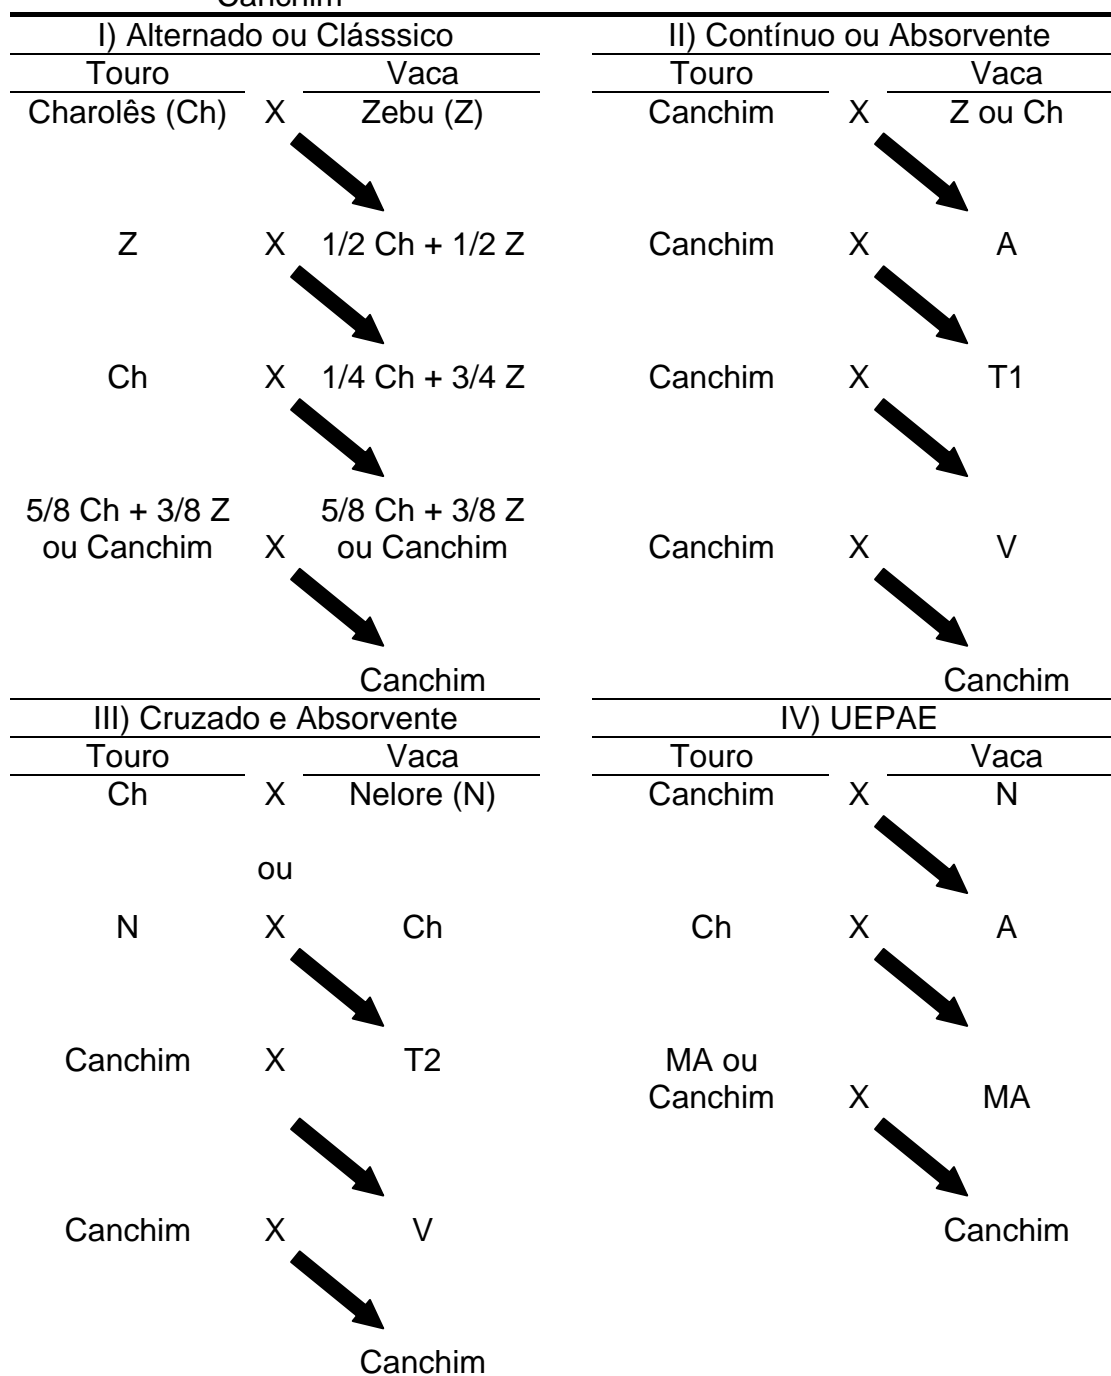 Canchim
I) Alternado ou Clásssico
Touro Vaca
Charolês (Ch) X Zebu (Z)
Z X 1/2 Ch + 1/2 Z
Ch X 1/4 Ch + 3/4 Z
5/8 Ch + 3/8 Z 5/8 Ch + 3/8 Z
ou Canchim X ou Canchim
Canchim
II) Contínuo ou Absorvente
Touro Vaca
Canchim X Z ou Ch
Canchim X A
Canchim X T1
Canchim X V
Canchim
III) Cruzado e Absorvente
Touro Vaca
Ch X Nelore (N)
ou
N X Ch
Canchim X T2
Canchim X V
Canchim
IV) UEPAE
Touro Vaca
Canchim X N
Ch X A
MA ou
Canchim X MA
Canchim